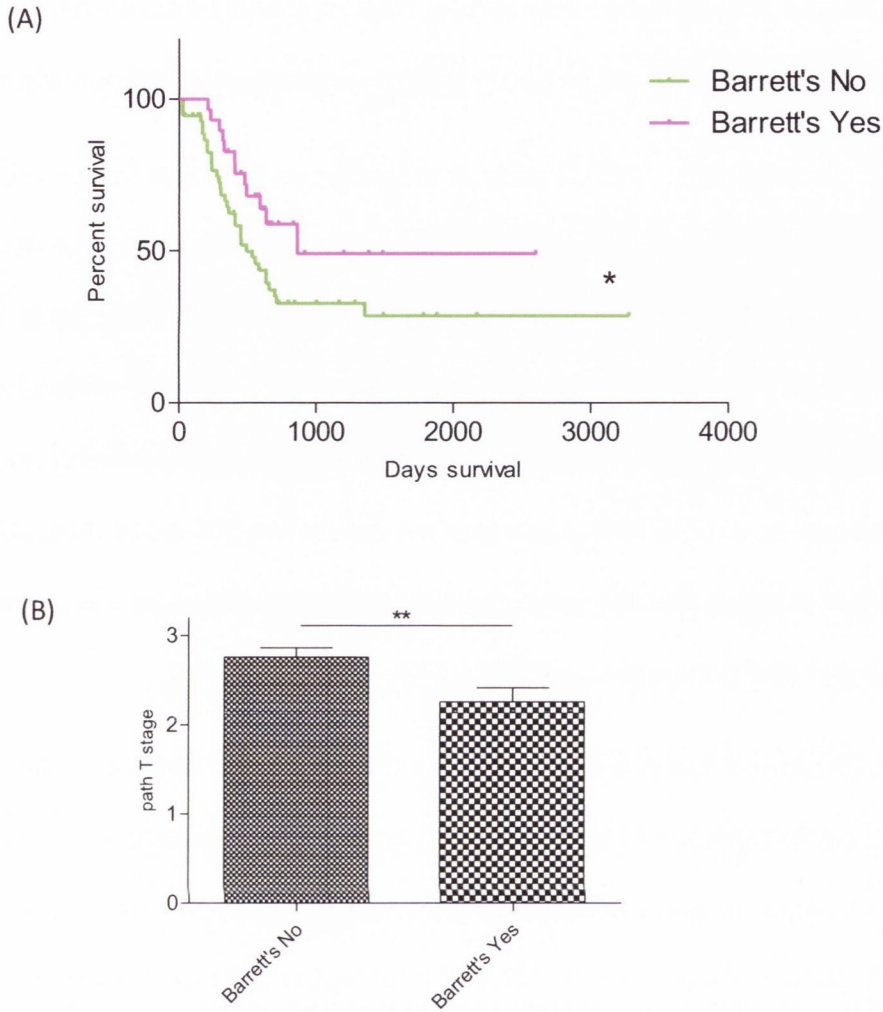 (A)
Barrett's No
Barrett's Yes
100
50
0
Percent survival
*
0 1000 2000 3000 4000
Days survival
(B)
**
3
2
1
0
path T stage
Barrett's No
Barrett's Yes